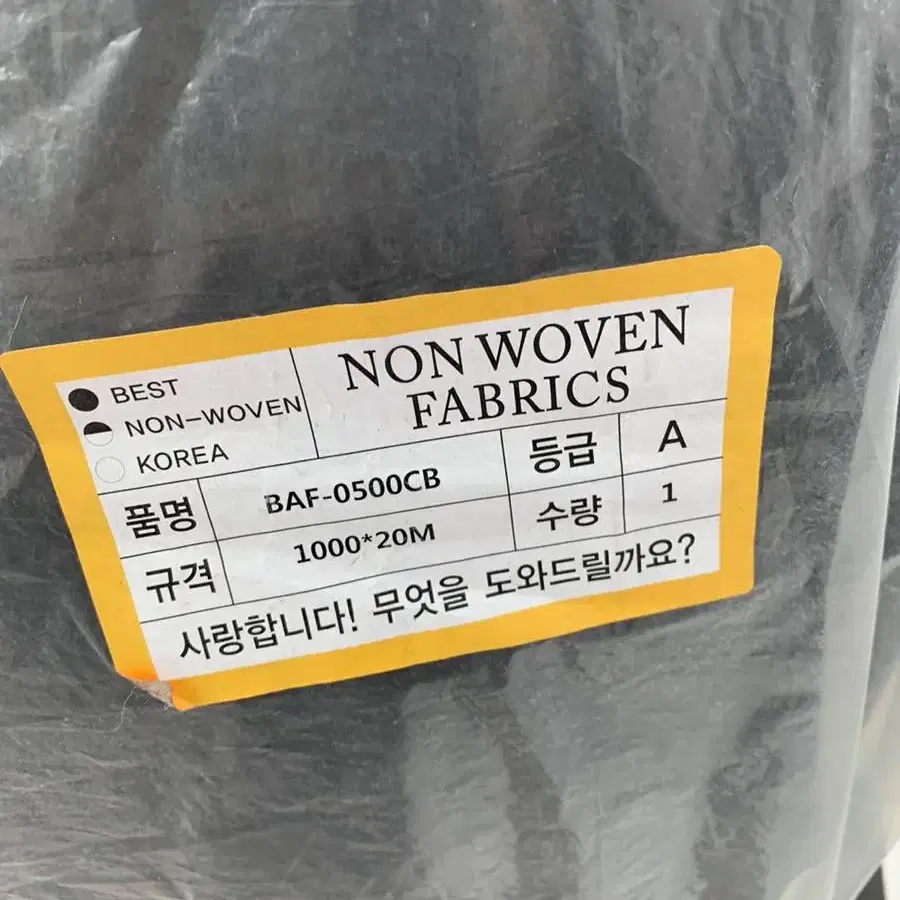 BEST
NON-WOVEN
KOREA
NON WOVEN
FABRICS
품명 BAF-0500CB 등급 A
규격 1000*20M 수량 1
사랑합니다! 무엇을 도와드릴까요?